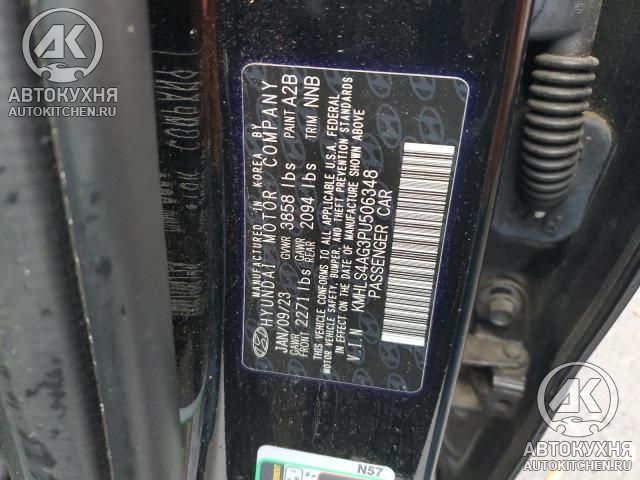 АК
АВТОКУХНЯ
AUTOKITCHEN.RU
MANUFACTURED IN KOREA BY
HYUNDAI MOTOR COMPANY
JAN/09/23 GVWR 3858 lbs PAINT A2B
GAWR FRONT 2271 lbs GAWR REAR 2094 lbs TRIM NNB
THIS VEHICLE CONFORMS TO ALL APPLICABLE U.S.A. FEDERAL
MOTOR VEHICLE SAFETY, BUMPER, AND THEFT PREVENTION STANDARDS
IN EFFECT ON THE DATE OF MANUFACTURE SHOWN ABOVE
V.I.N KMHLS4AG3PU506348
PASSENGER CAR
N57
АК
АВТОКУХНЯ
AUTOKITCHEN.RU